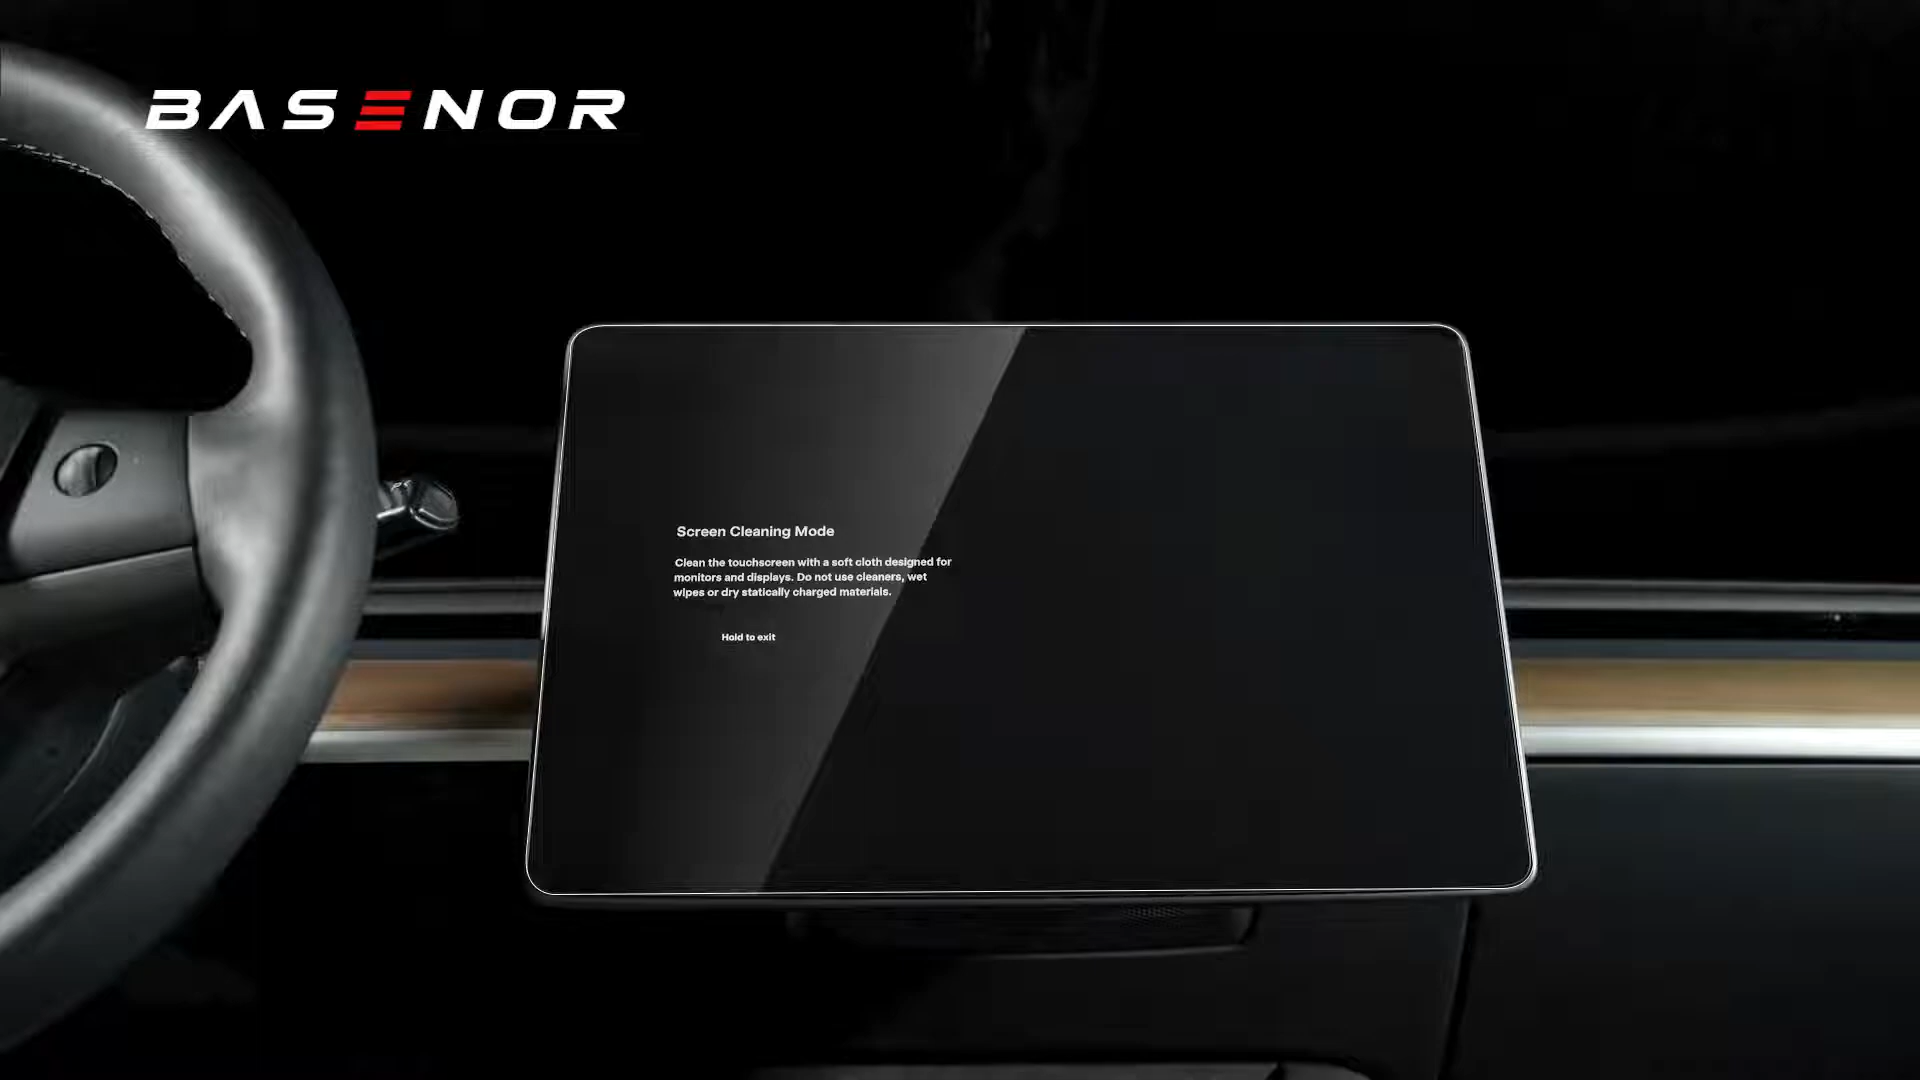 BASENOR
Screen Cleaning Mode
Clean the touchscreen with a soft cloth designed for
monitors and displays. Do not use cleaners, wet
wipes or dry statically charged materials.
Hold to exit